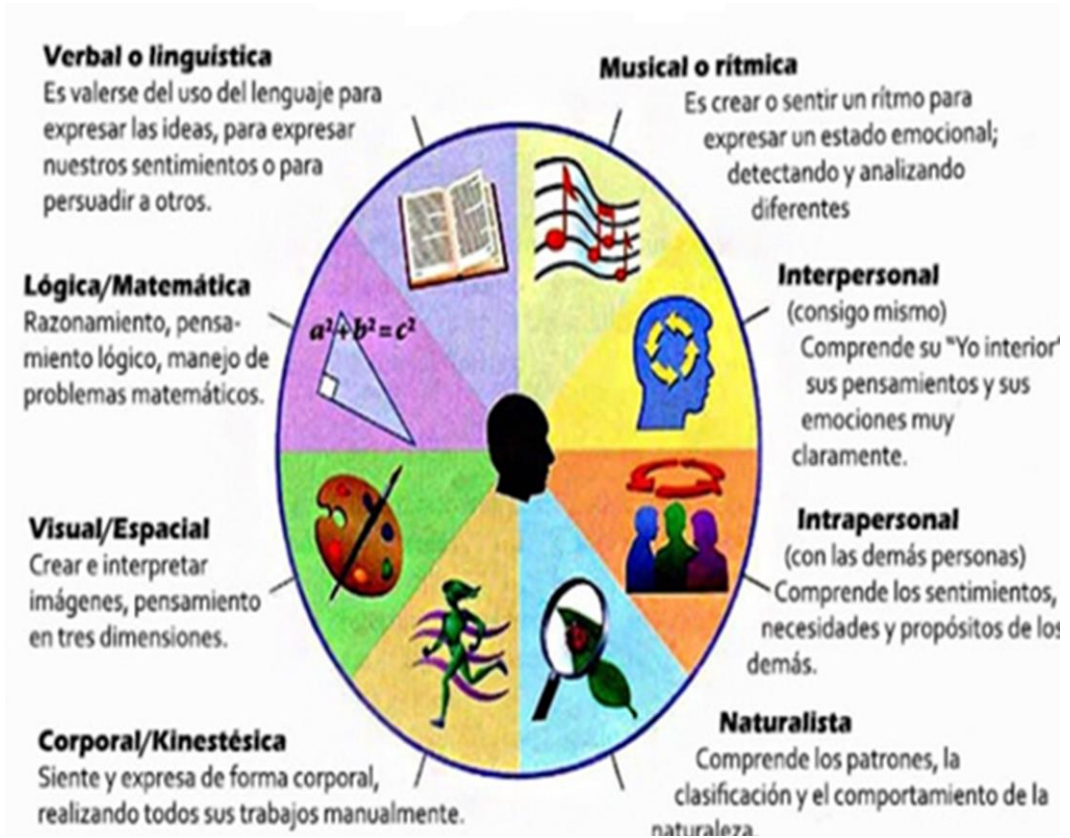 Verbal o linguística
Es valerse del uso del lenguaje para
expresar las ideas, para expresar
nuestros sentimientos o para
persuadir a otros.
Musical o rítmica
Es crear o sentir un rítmo para
expresar un estado emocional;
detectando y analizando
diferentes
Lógica/Matemática
Razonamiento, pensa-
miento lógico, manejo de
problemas matemáticos.
a²+b²=c²
Interpersonal
(consigo mismo)
Comprende su "Yo interior"
sus pensamientos y sus
emociones muy
claramente.
Visual/Espacial
Crear e interpretar
imágenes, pensamiento
en tres dimensiones.
Intrapersonal
(con las demás personas)
Comprende los sentimientos,
necesidades y propósitos de los
demás.
Corporal/Kinestésica
Siente y expresa de forma corporal,
realizando todos sus trabajos manualmente.
Naturalista
Comprende los patrones, la
clasificación y el comportamiento de la
naturaleza.